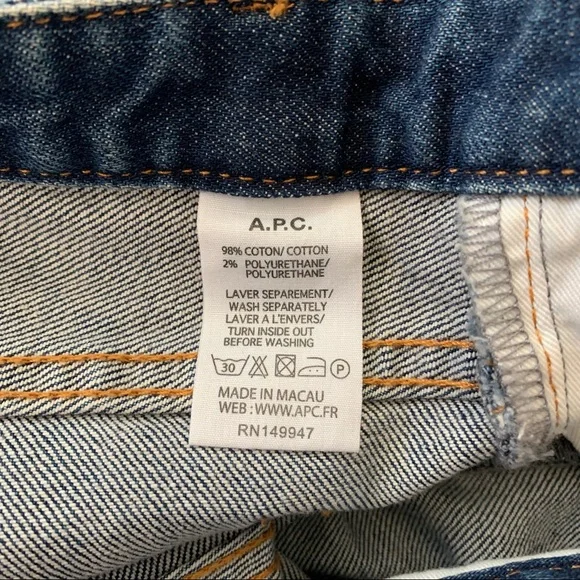 A.P.C.
98% COTON/ COTTON
2% POLYURETHANE/
POLYURETHANE
LAVER SEPAREMENT/
WASH SEPARATELY
LAVER A L'ENVERS/
TURN INSIDE OUT
BEFORE WASHING
30 P
MADE IN MACAU
WEB : WWW.APC.FR
RN149947